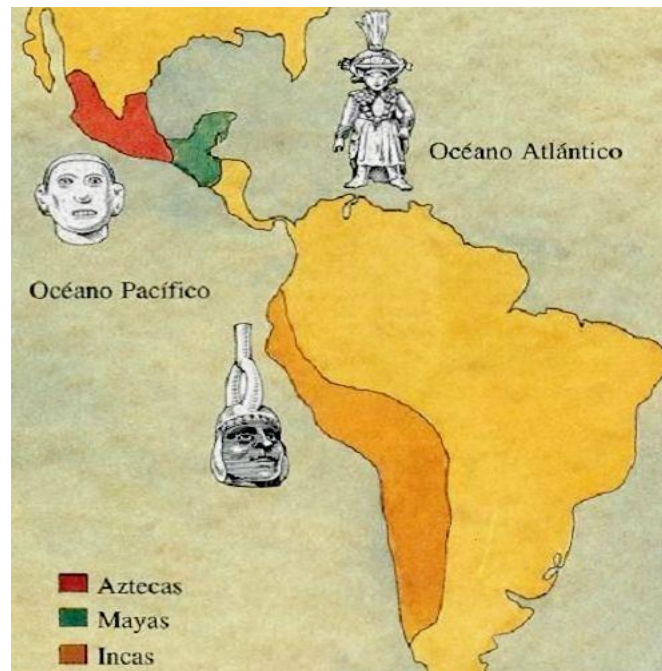 Océano Atlántico
Océano Pacífico
Aztecas
Mayas
Incas